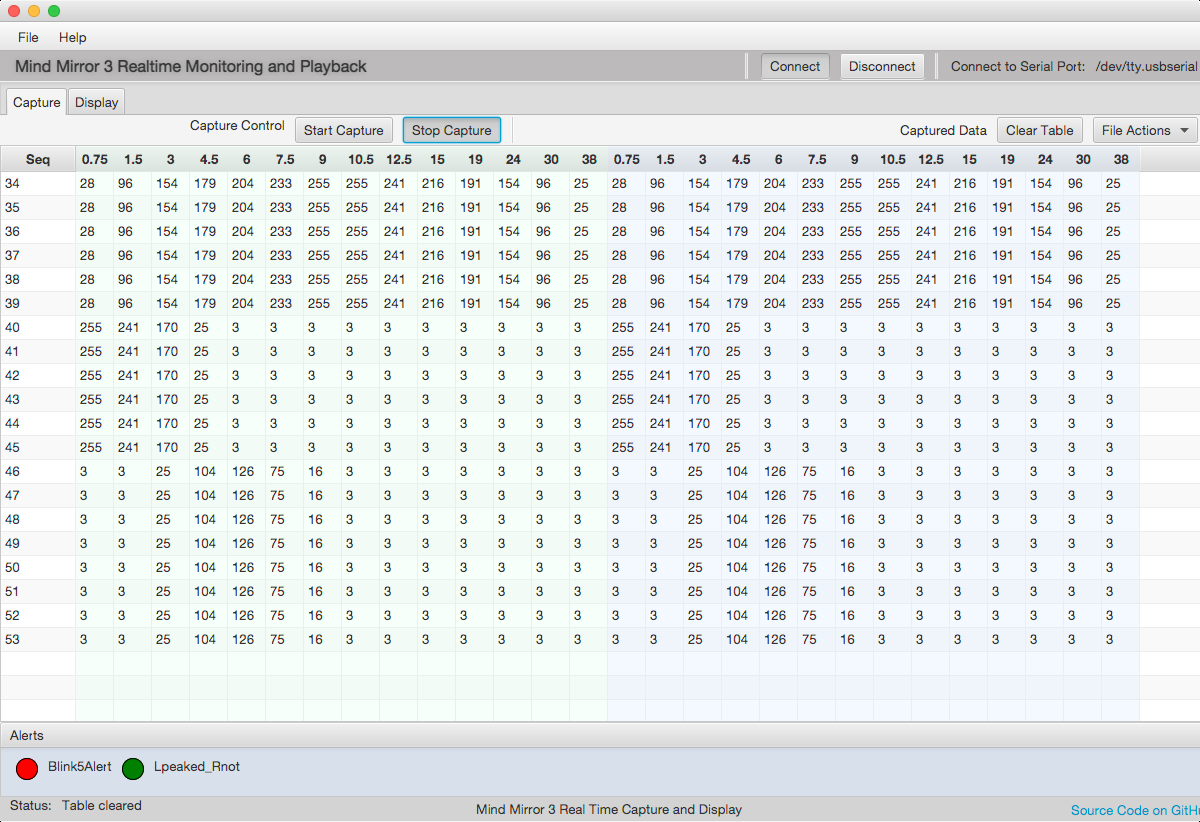 File Help
Mind Mirror 3 Realtime Monitoring and Playback Connect Disconnect Connect to Serial Port: /dev/tty.usbserial
Capture Display
Capture Control Start Capture Stop Capture Captured Data Clear Table File Actions
Seq 0.75 1.5 3 4.5 6 7.5 9 10.5 12.5 15 19 24 30 38 0.75 1.5 3 4.5 6 7.5 9 10.5 12.5 15 19 24 30 38
34 28 96 154 179 204 233 255 255 241 216 191 154 96 25 28 96 154 179 204 233 255 255 241 216 191 154 96 25
35 28 96 154 179 204 233 255 255 241 216 191 154 96 25 28 96 154 179 204 233 255 255 241 216 191 154 96 25
36 28 96 154 179 204 233 255 255 241 216 191 154 96 25 28 96 154 179 204 233 255 255 241 216 191 154 96 25
37 28 96 154 179 204 233 255 255 241 216 191 154 96 25 28 96 154 179 204 233 255 255 241 216 191 154 96 25
38 28 96 154 179 204 233 255 255 241 216 191 154 96 25 28 96 154 179 204 233 255 255 241 216 191 154 96 25
39 28 96 154 179 204 233 255 255 241 216 191 154 96 25 28 96 154 179 204 233 255 255 241 216 191 154 96 25
40 255 241 170 25 3 3 3 3 3 3 3 3 3 3 255 241 170 25 3 3 3 3 3 3 3 3 3 3
41 255 241 170 25 3 3 3 3 3 3 3 3 3 3 255 241 170 25 3 3 3 3 3 3 3 3 3 3
42 255 241 170 25 3 3 3 3 3 3 3 3 3 3 255 241 170 25 3 3 3 3 3 3 3 3 3 3
43 255 241 170 25 3 3 3 3 3 3 3 3 3 3 255 241 170 25 3 3 3 3 3 3 3 3 3 3
44 255 241 170 25 3 3 3 3 3 3 3 3 3 3 255 241 170 25 3 3 3 3 3 3 3 3 3 3
45 255 241 170 25 3 3 3 3 3 3 3 3 3 3 255 241 170 25 3 3 3 3 3 3 3 3 3 3
46 3 3 25 104 126 75 16 3 3 3 3 3 3 3 3 3 25 104 126 75 16 3 3 3 3 3 3 3
47 3 3 25 104 126 75 16 3 3 3 3 3 3 3 3 3 25 104 126 75 16 3 3 3 3 3 3 3
48 3 3 25 104 126 75 16 3 3 3 3 3 3 3 3 3 25 104 126 75 16 3 3 3 3 3 3 3
49 3 3 25 104 126 75 16 3 3 3 3 3 3 3 3 3 25 104 126 75 16 3 3 3 3 3 3 3
50 3 3 25 104 126 75 16 3 3 3 3 3 3 3 3 3 25 104 126 75 16 3 3 3 3 3 3 3
51 3 3 25 104 126 75 16 3 3 3 3 3 3 3 3 3 25 104 126 75 16 3 3 3 3 3 3 3
52 3 3 25 104 126 75 16 3 3 3 3 3 3 3 3 3 25 104 126 75 16 3 3 3 3 3 3 3
53 3 3 25 104 126 75 16 3 3 3 3 3 3 3 3 3 25 104 126 75 16 3 3 3 3 3 3 3
Alerts
Blink5Alert Lpeaked_Rnot
Status: Table cleared Mind Mirror 3 Real Time Capture and Display Source Code on